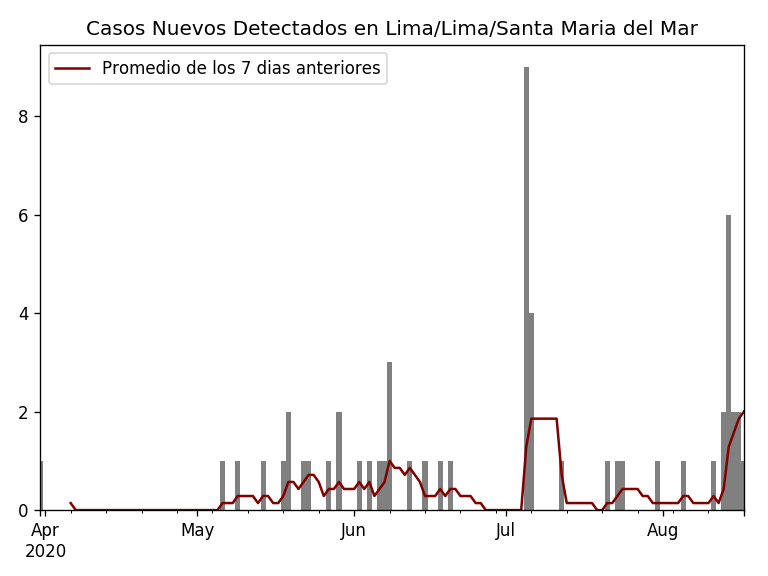 Casos Nuevos Detectados en Lima/Lima/Santa Maria del Mar
Promedio de los 7 dias anteriores
8
6
4
2
0
Apr May Jun Jul Aug
2020